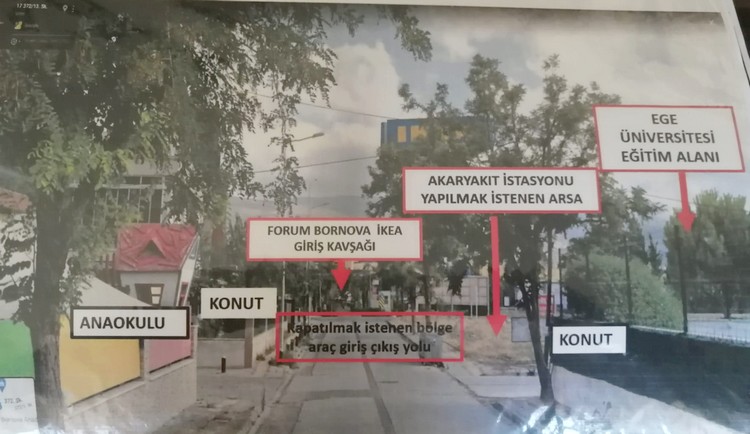 EGE
ÜNİVERSİTESİ
EĞİTİM ALANI
AKARYAKIT İSTASYONU
YAPILMAK İSTENEN ARSA
FORUM BORNOVA İKEA
GİRİŞ KAVŞAĞI
KONUT
ANAOKULU
Kapatılmak istenen bölge
araç giriş çıkış yolu
KONUT